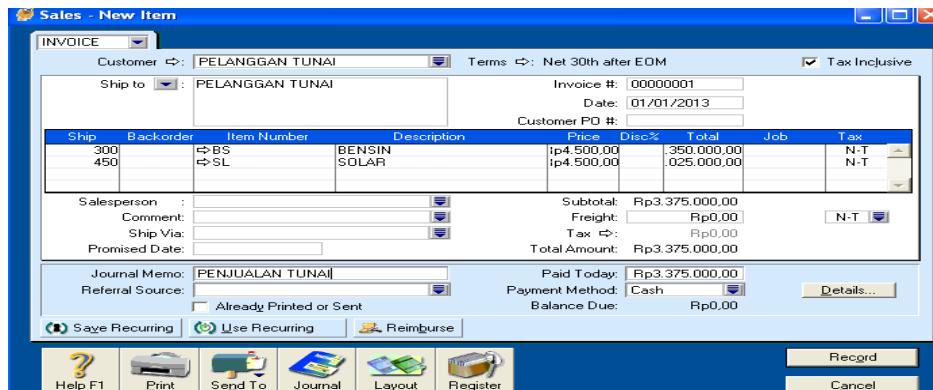 Sales - New Item
INVOICE
Customer ⇨: PELANGGAN TUNAI Terms ⇨: Net 30th after EOM Tax Inclusive
Ship to : PELANGGAN TUNAI Invoice #: 00000001
Date: 01/01/2013
Customer PO #:
Ship Backorder Item Number Description Price Disc% Total Job Tax
300 ⇨BS BENSIN p4.500,00 .350.000,00 N-T
450 ⇨SL SOLAR p4.500,00 .025.000,00 N-T
Salesperson : Subtotal: Rp3.375.000,00
Comment: Freight: Rp0,00 N-T
Ship Via: Tax ⇨: Rp0,00
Promised Date: Total Amount: Rp3.375.000,00
Journal Memo: PENJUALAN TUNAI Paid Today: Rp3.375.000,00
Referral Source: Payment Method: Cash Details...
Already Printed or Sent Balance Due: Rp0,00
Save Recurring Use Recurring Reimburse
Help F1 Print Send To Journal Layout Register Record
Cancel